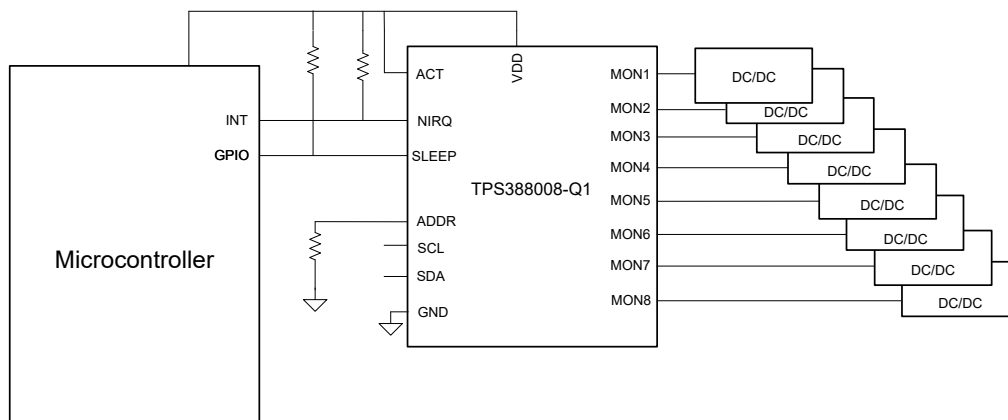 Microcontroller
INT
GPIO
ACT
VDD
NIRQ
SLEEP
TPS388008-Q1
ADDR
SCL
SDA
GND
MON1
MON2
MON3
MON4
MON5
MON6
MON7
MON8
DC/DC
DC/DC
DC/DC
DC/DC
DC/DC
DC/DC
DC/DC
DC/DC